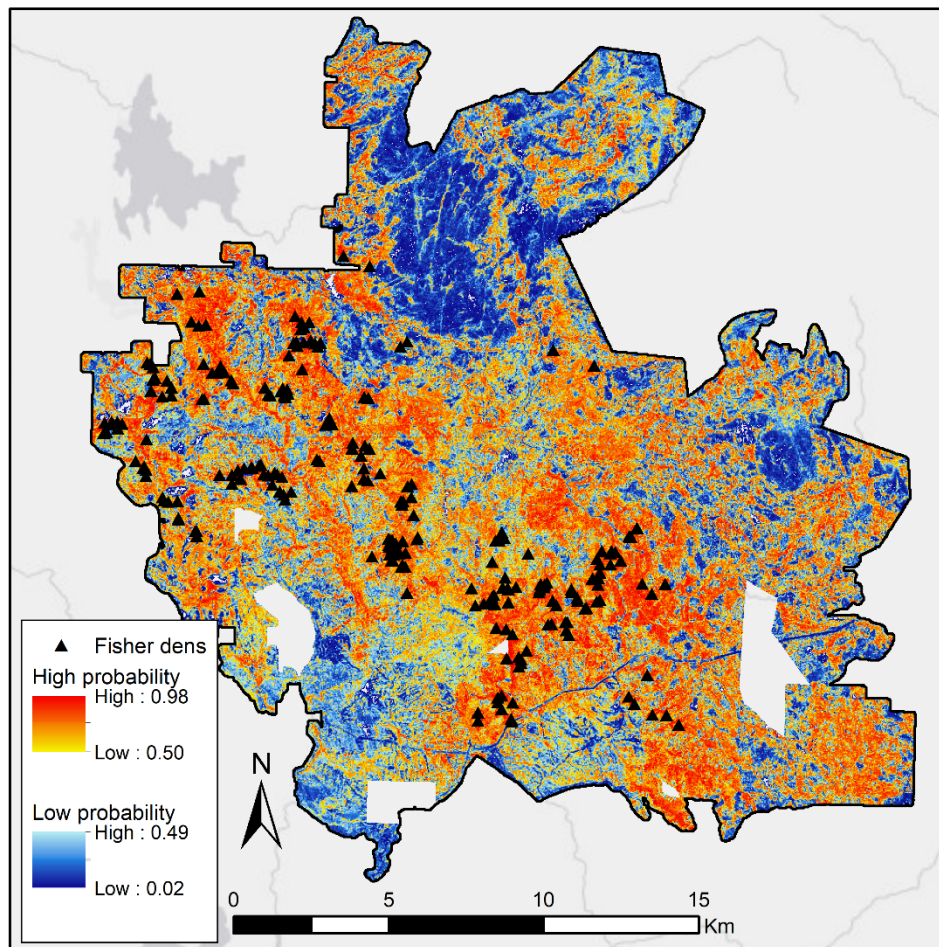 Fisher dens
High probability
High : 0.98
Low : 0.50
Low probability
High : 0.49
Low : 0.02
N
0 5 10 15
Km